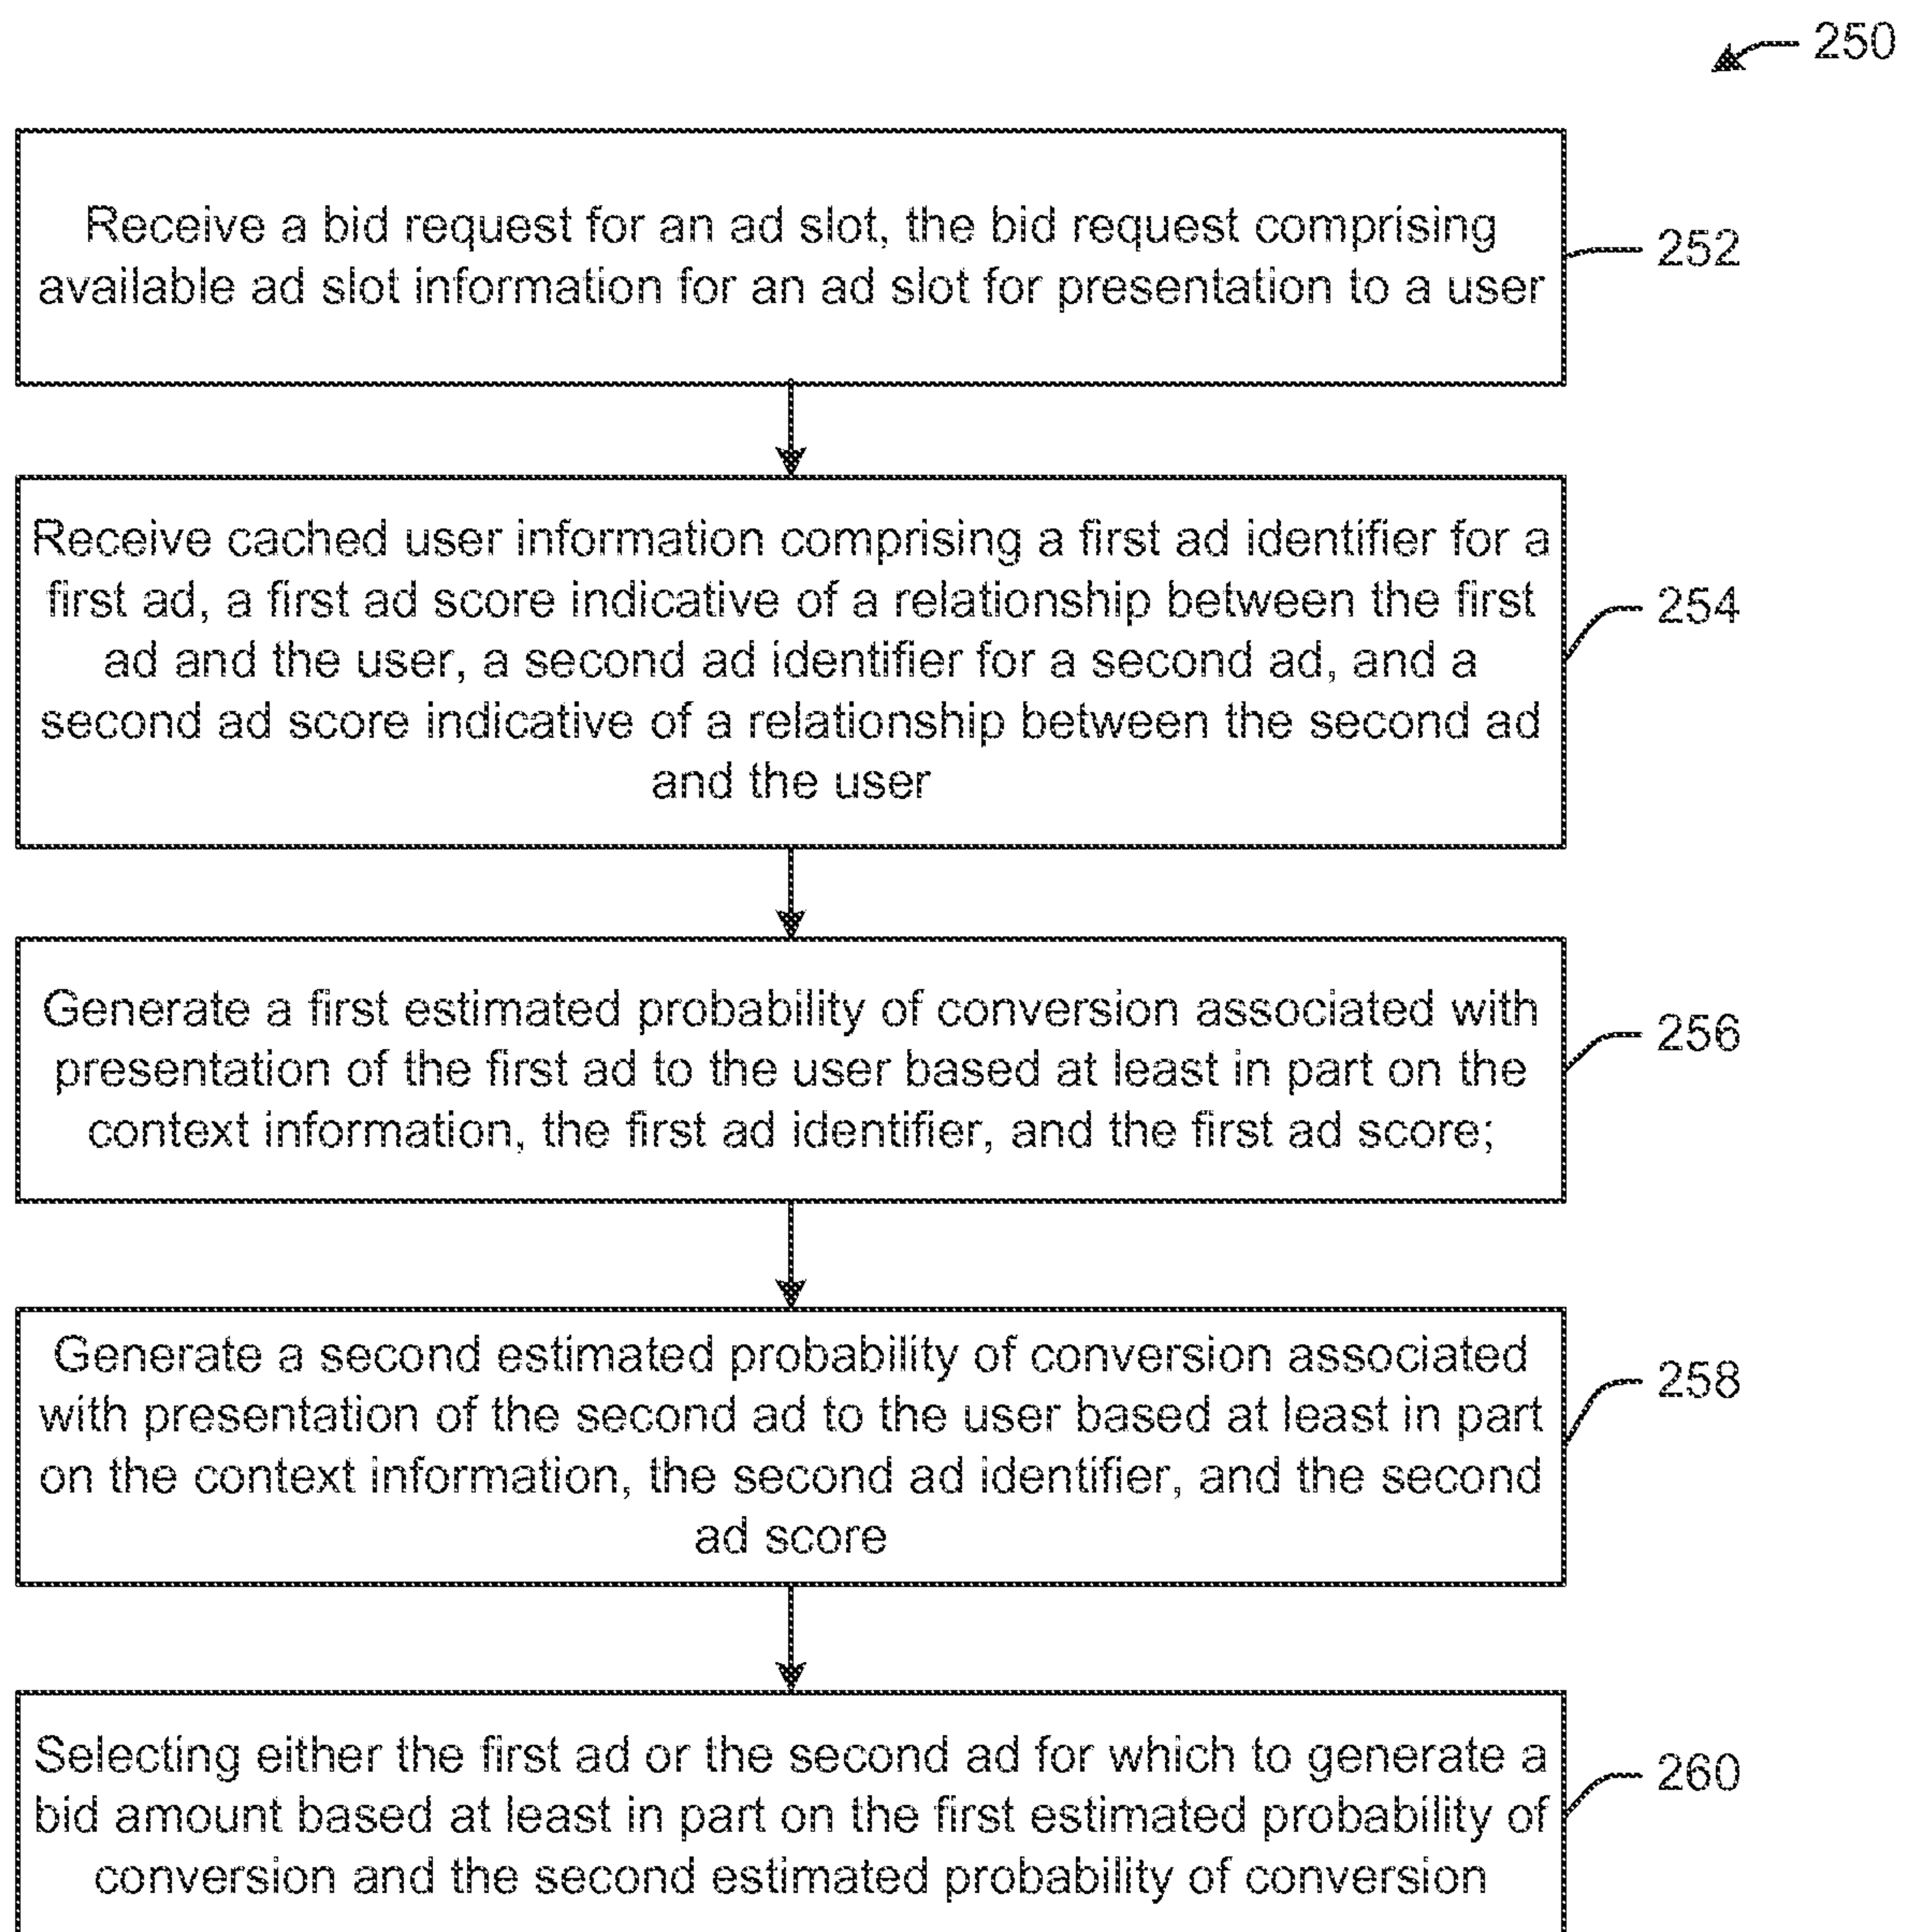 250
Receive a bid request for an ad slot, the bid request comprising
available ad slot information for an ad slot for presentation to a user
252
Receive cached user information comprising a first ad identifier for a
first ad, a first ad score indicative of a relationship between the first
ad and the user, a second ad identifier for a second ad, and a
second ad score indicative of a relationship between the second ad
and the user
254
Generate a first estimated probability of conversion associated with
presentation of the first ad to the user based at least in part on the
context information, the first ad identifier, and the first ad score;
256
Generate a second estimated probability of conversion associated
with presentation of the second ad to the user based at least in part
on the context information, the second ad identifier, and the second
ad score
258
Selecting either the first ad or the second ad for which to generate a
bid amount based at least in part on the first estimated probability of
conversion and the second estimated probability of conversion
260